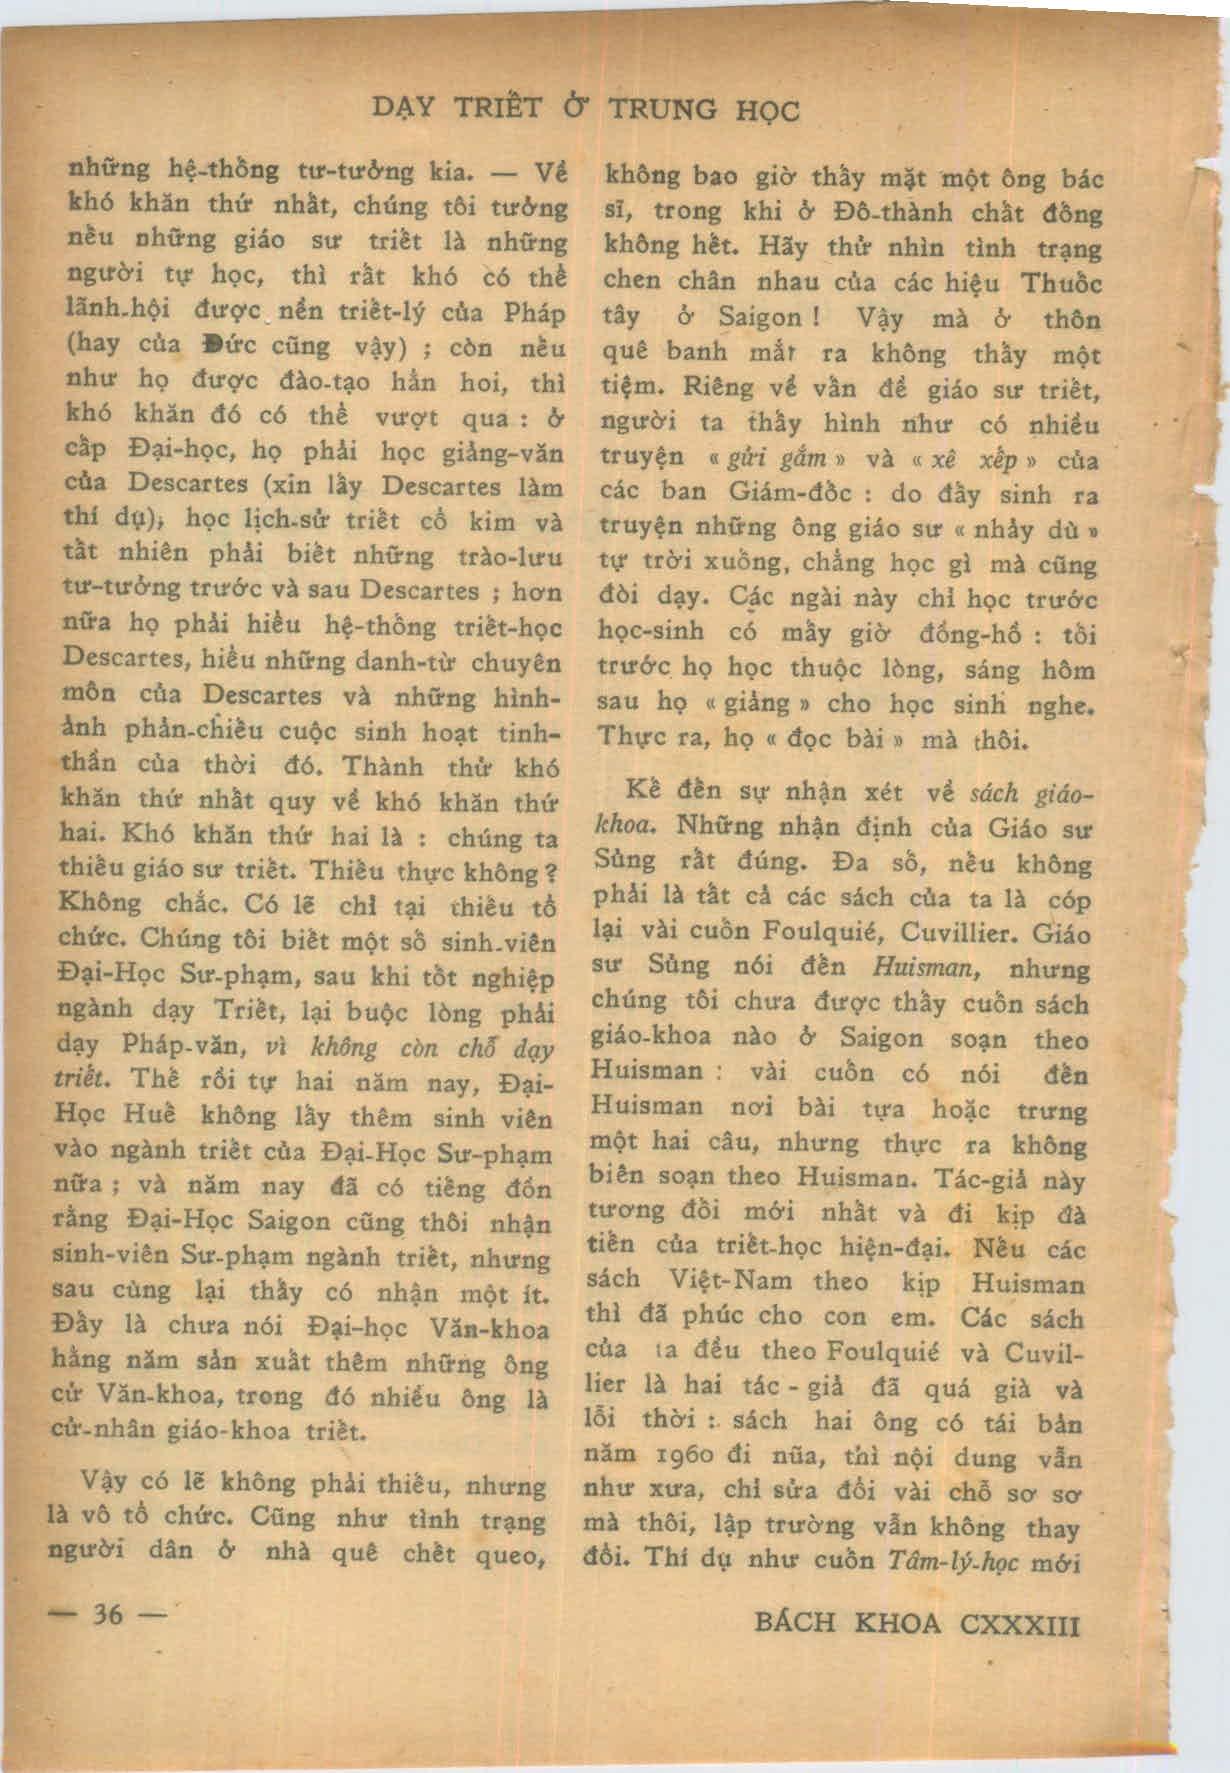 DẠY TRIẾT Ở TRUNG HỌC
những hệ-thống tư-tưởng kia. — Về
khó khăn thứ nhất, chúng tôi tưởng
nếu những giáo sư triết là những
người tự học, thì rất khó có thể
lãnh-hội được nền triết-lý của Pháp
(hay của Đức cũng vậy) ; còn nếu
như họ được đào-tạo hẳn hoi, thì
khó khăn đó có thể vượt qua : ở
cấp Đại-học, họ phải học giảng-văn
của Descartes (xin lấy Descartes làm
thí dụ), học lịch-sử triết cổ kim và
tất nhiên phải biết những trào-lưu
tư-tưởng trước và sau Descartes ; hơn
nữa họ phải hiểu hệ-thống triết-học
Descartes, hiểu những danh-từ chuyên
môn của Descartes và những hình-
ảnh phản-chiếu cuộc sinh hoạt tinh-
thần của thời đó. Thành thử khó
khăn thứ nhất quy về khó khăn thứ
hai. Khó khăn thứ hai là : chúng ta
thiếu giáo sư triết. Thiếu thực không ?
Không chắc. Có lẽ chỉ tại thiếu tổ
chức. Chúng tôi biết một số sinh-viên
Đại-Học Sư-phạm, sau khi tốt nghiệp
ngành dạy Triết, lại buộc lòng phải
dạy Pháp-văn, vì không còn chỗ dạy
triết. Thế rồi tự hai năm nay, Đại-
Học Huế không lấy thêm sinh viên
vào ngành triết của Đại-Học Sư-phạm
nữa ; và năm nay đã có tiếng đồn
rằng Đại-Học Saigon cũng thôi nhận
sinh-viên Sư-phạm ngành triết, nhưng
sau cùng lại thấy có nhận một ít.
Đấy là chưa nói Đại-học Văn-khoa
hằng năm sản xuất thêm những ông
cử Văn-khoa, trong đó nhiều ông là
cử-nhân giáo-khoa triết.
Vậy có lẽ không phải thiếu, nhưng
là vô tổ chức. Cũng như tình trạng
người dân ở nhà quê chết queo,
không bao giờ thấy mặt một ông bác
sĩ, trong khi ở Đô-thành chất đống
không hết. Hãy thử nhìn tình trạng
chen chân nhau của các hiệu Thuốc
tây ở Saigon ! Vậy mà ở thôn
quê banh mắt ra không thấy một
tiệm. Riêng về vấn đề giáo sư triết,
người ta thấy hình như có nhiều
truyện « gửi gắm » và « xê xếp » của
các ban Giám-đốc : do đấy sinh ra
truyện những ông giáo sư « nhảy dù »
tự trời xuống, chẳng học gì mà cũng
đòi dạy. Các ngài này chỉ học trước
học-sinh có mấy giờ đồng-hồ : tối
trước họ học thuộc lòng, sáng hôm
sau họ « giảng » cho học sinh nghe.
Thực ra, họ « đọc bài » mà thôi.
Kế đến sự nhận xét về sách giáo-
khoa. Những nhận định của Giáo sư
Sủng rất đúng. Đa số, nếu không
phải là tất cả các sách của ta là cóp
lại vài cuốn Foulquié, Cuvillier. Giáo
sư Sủng nói đến Huisman, nhưng
chúng tôi chưa được thấy cuốn sách
giáo-khoa nào ở Saigon soạn theo
Huisman : vài cuốn có nói đến
Huisman nơi bài tựa hoặc trưng
một hai câu, nhưng thực ra không
biên soạn theo Huisman. Tác-giả này
tương đối mới nhất và đi kịp đà
tiến của triết-học hiện-đại. Nếu các
sách Việt-Nam theo kịp Huisman
thì đã phúc cho con em. Các sách
của ta đều theo Foulquié và Cuvil-
lier là hai tác - giả đã quá già và
lỗi thời : sách hai ông có tái bản
năm 1960 đi nũa, thì nội dung vẫn
như xưa, chỉ sửa đổi vài chỗ sơ sơ
mà thôi, lập trường vẫn không thay
đổi. Thí dụ như cuốn Tâm-lý-học mới
— 36 —
BÁCH KHOA CXXXIII